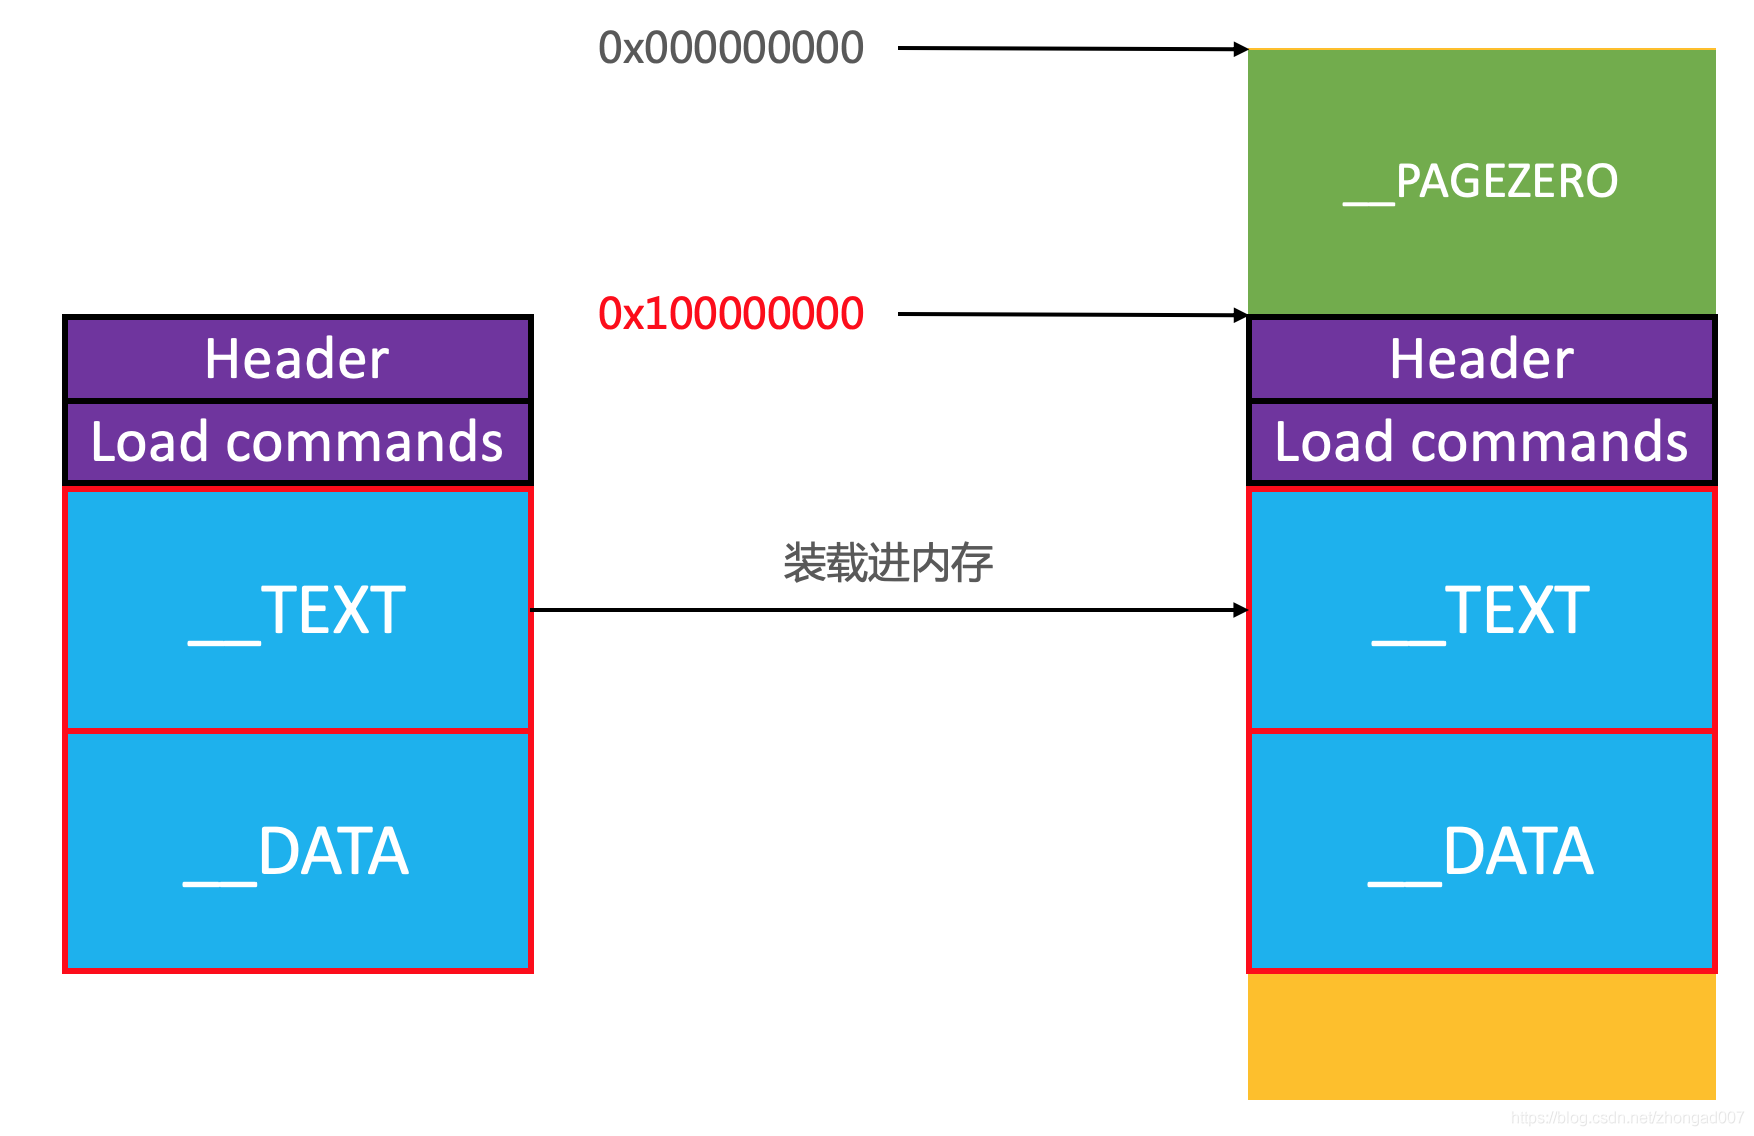 0x000000000
__PAGEZERO
0x100000000
Header
Header
Load commands
Load commands
装载进内存
__TEXT
__TEXT
__DATA
__DATA
https://blog.csdn.net/zhongad007